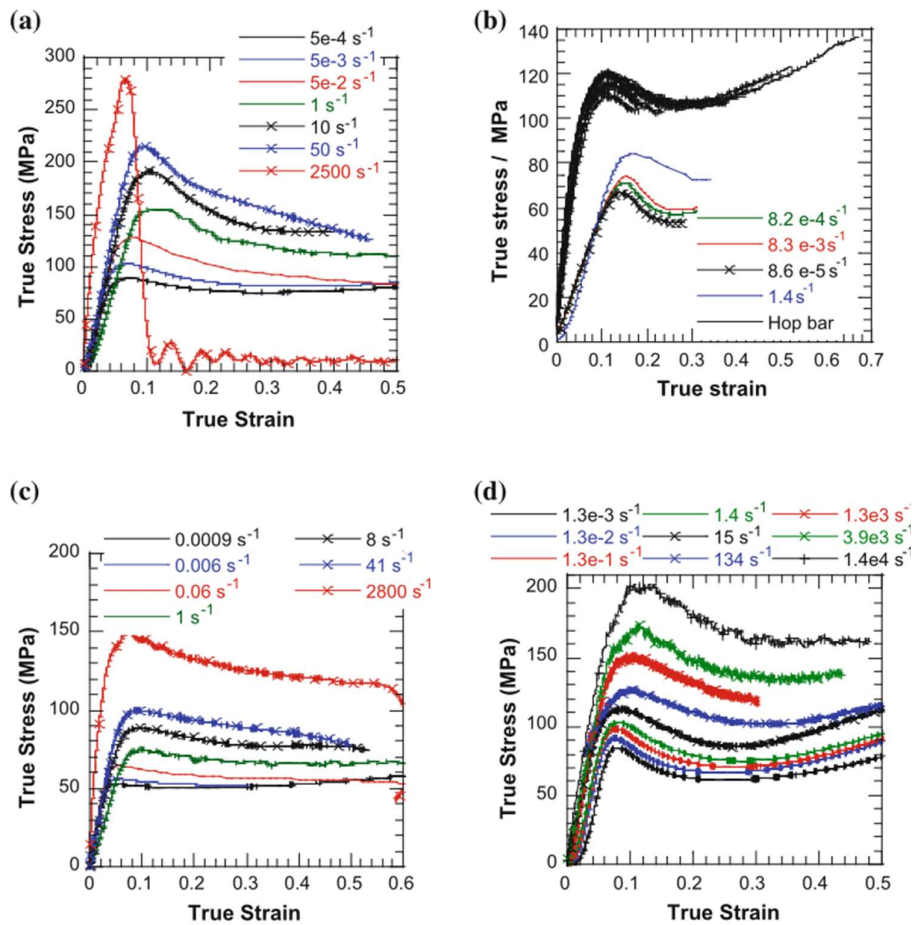 (a)
5e-4 s-1
5e-3 s-1
5e-2 s-1
1 s-1
10 s-1
50 s-1
2500 s-1
300
250
200
150
100
50
0
True Stress (MPa)
0 0.1 0.2 0.3 0.4 0.5
True Strain
(b)
140
120
100
80
60
40
20
0
True stress / MPa
8.2 e-4 s-1
8.3 e-3 s-1
8.6 e-5 s-1
1.4 s-1
Hop bar
0 0.1 0.2 0.3 0.4 0.5 0.6 0.7
True strain
(c)
0.0009 s-1 8 s-1
0.006 s-1 41 s-1
0.06 s-1 2800 s-1
1 s-1
200
150
100
50
0
True Stress (MPa)
0 0.1 0.2 0.3 0.4 0.5 0.6
True Strain
(d)
1.3e-3 s-1 1.4 s-1 1.3e3 s-1
1.3e-2 s-1 15 s-1 3.9e3 s-1
1.3e-1 s-1 134 s-1 1.4e4 s-1
200
150
100
50
0
True Stress (MPa)
0 0.1 0.2 0.3 0.4 0.5
True Strain